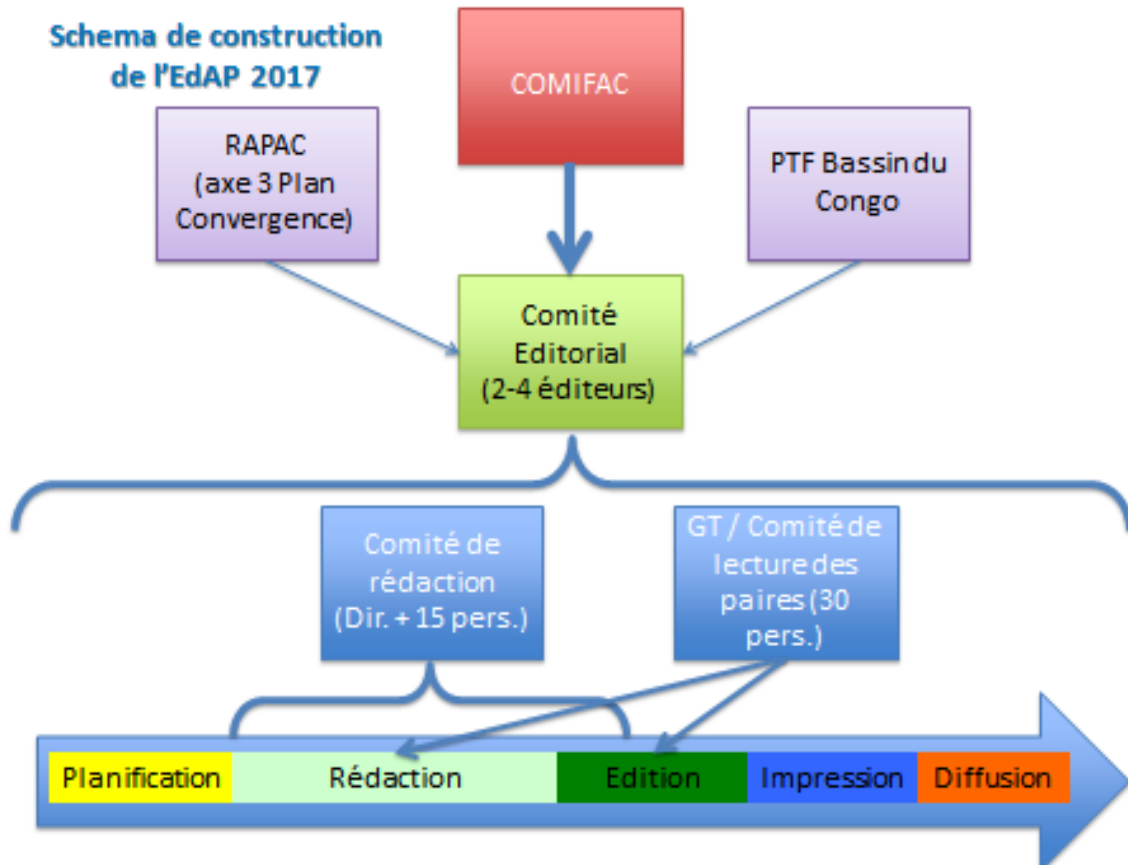 Schema de construction
de l'EdAP 2017
COMIFAC
RAPAC
(axe 3 Plan
Convergence)
PTF Bassin du
Congo
Comité
Editorial
(2-4 éditeurs)
Comité de
rédaction
(Dir. + 15 pers.)
GT / Comité de
lecture des
paires (30
pers.)
Planification
Rédaction
Edition
Impression
Diffusion